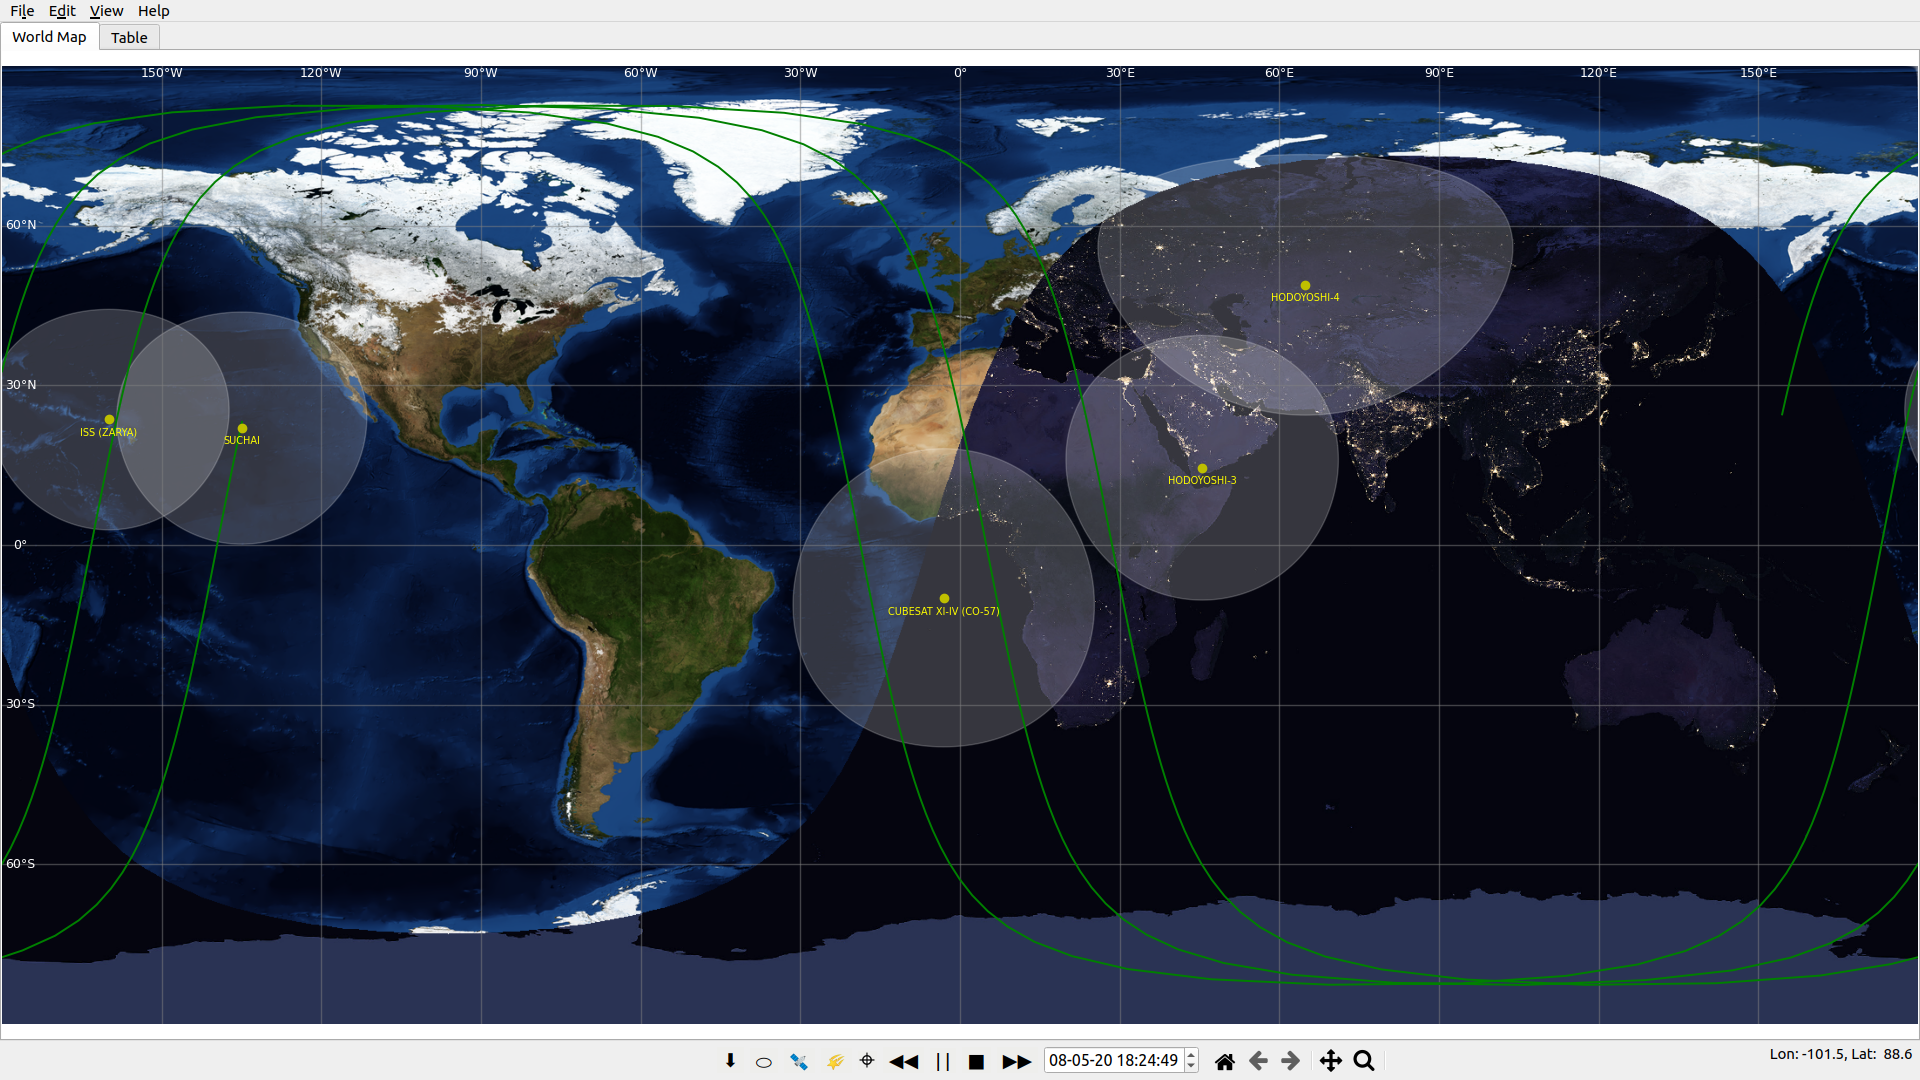 File Edit View Help
World Map Table
150°W 120°W 90°W 60°W 30°W 0° 30°E 60°E 90°E 120°E 150°E
60°N
HODOYOSHI-4
30°N
ISS (ZARYA)
SUCHAI
HODOYOSHI-3
0°
CUBESAT XI-IV (CO-57)
30°S
60°S
08-05-20 18:24:49
Lon: -101.5, Lat: 88.6